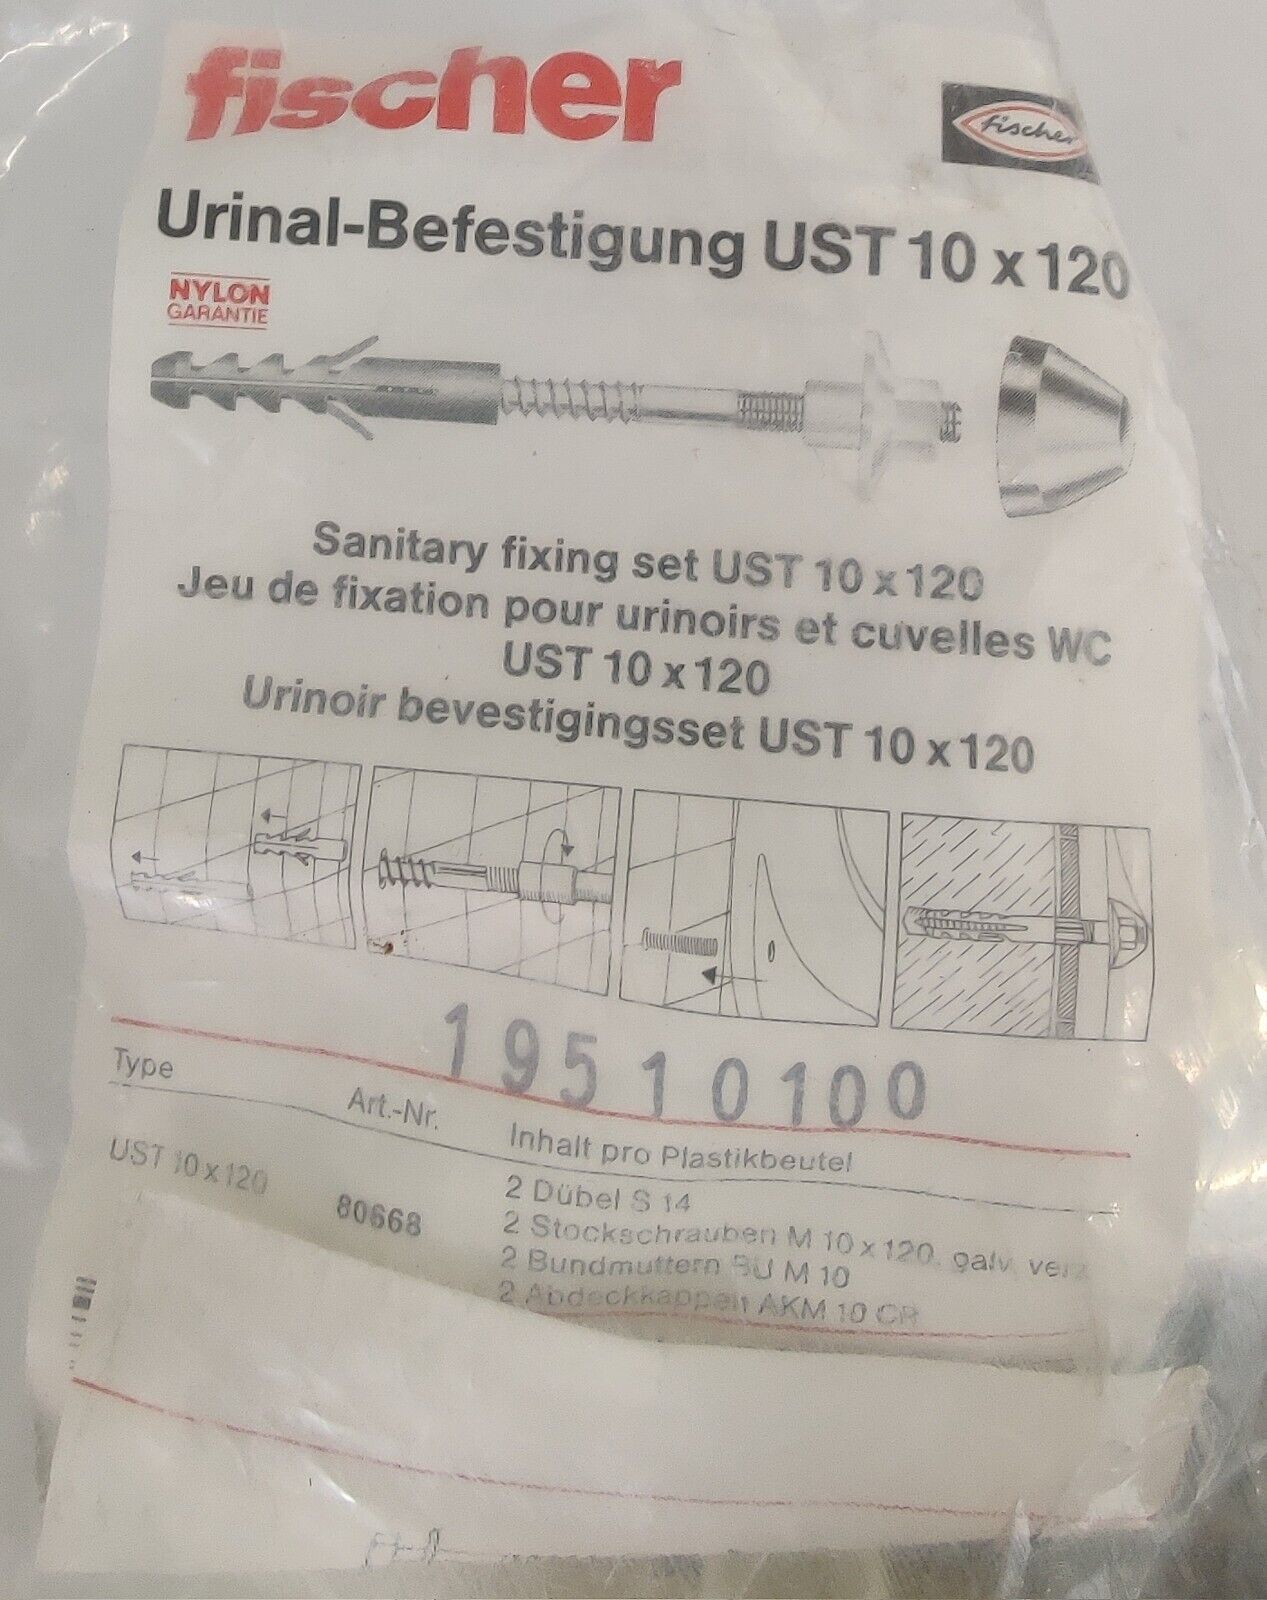 fischer
fischer
Urinal-Befestigung UST 10 x 120
NYLON
GARANTIE
Sanitary fixing set UST 10 x 120
Jeu de fixation pour urinoirs et cuvelles WC
UST 10 x 120
Urinoir bevestigingsset UST 10 x 120
19510100
Type Art.-Nr. Inhalt pro Plastikbeutel
UST 10 x 120 80668 2 Dübel S 14
2 Stockschrauben M 10 x 120, galv. verz
2 Bundmuttern BU M 10
2 Abdeckkappen AKM 10 CR